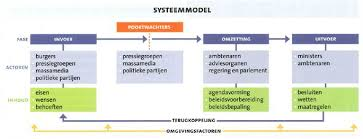 SYSTEEMMODEL
POORTWACHTERS
FASE
INVOER
OMZETTING
UITVOER
ACTOREN
burgers
pressiegroepen
massamedia
politieke partijen
pressiegroepen
massamedia
politieke partijen
ambtenaren
adviesorganen
regering en parlement
ministers
ambtenaren
INHOUD
eisen
wensen
behoeften
agendavorming
beleidsvoorbereiding
beleidsbepaling
besluiten
wetten
maatregelen
TERUGKOPPELING
OMGEVINGSFACTOREN